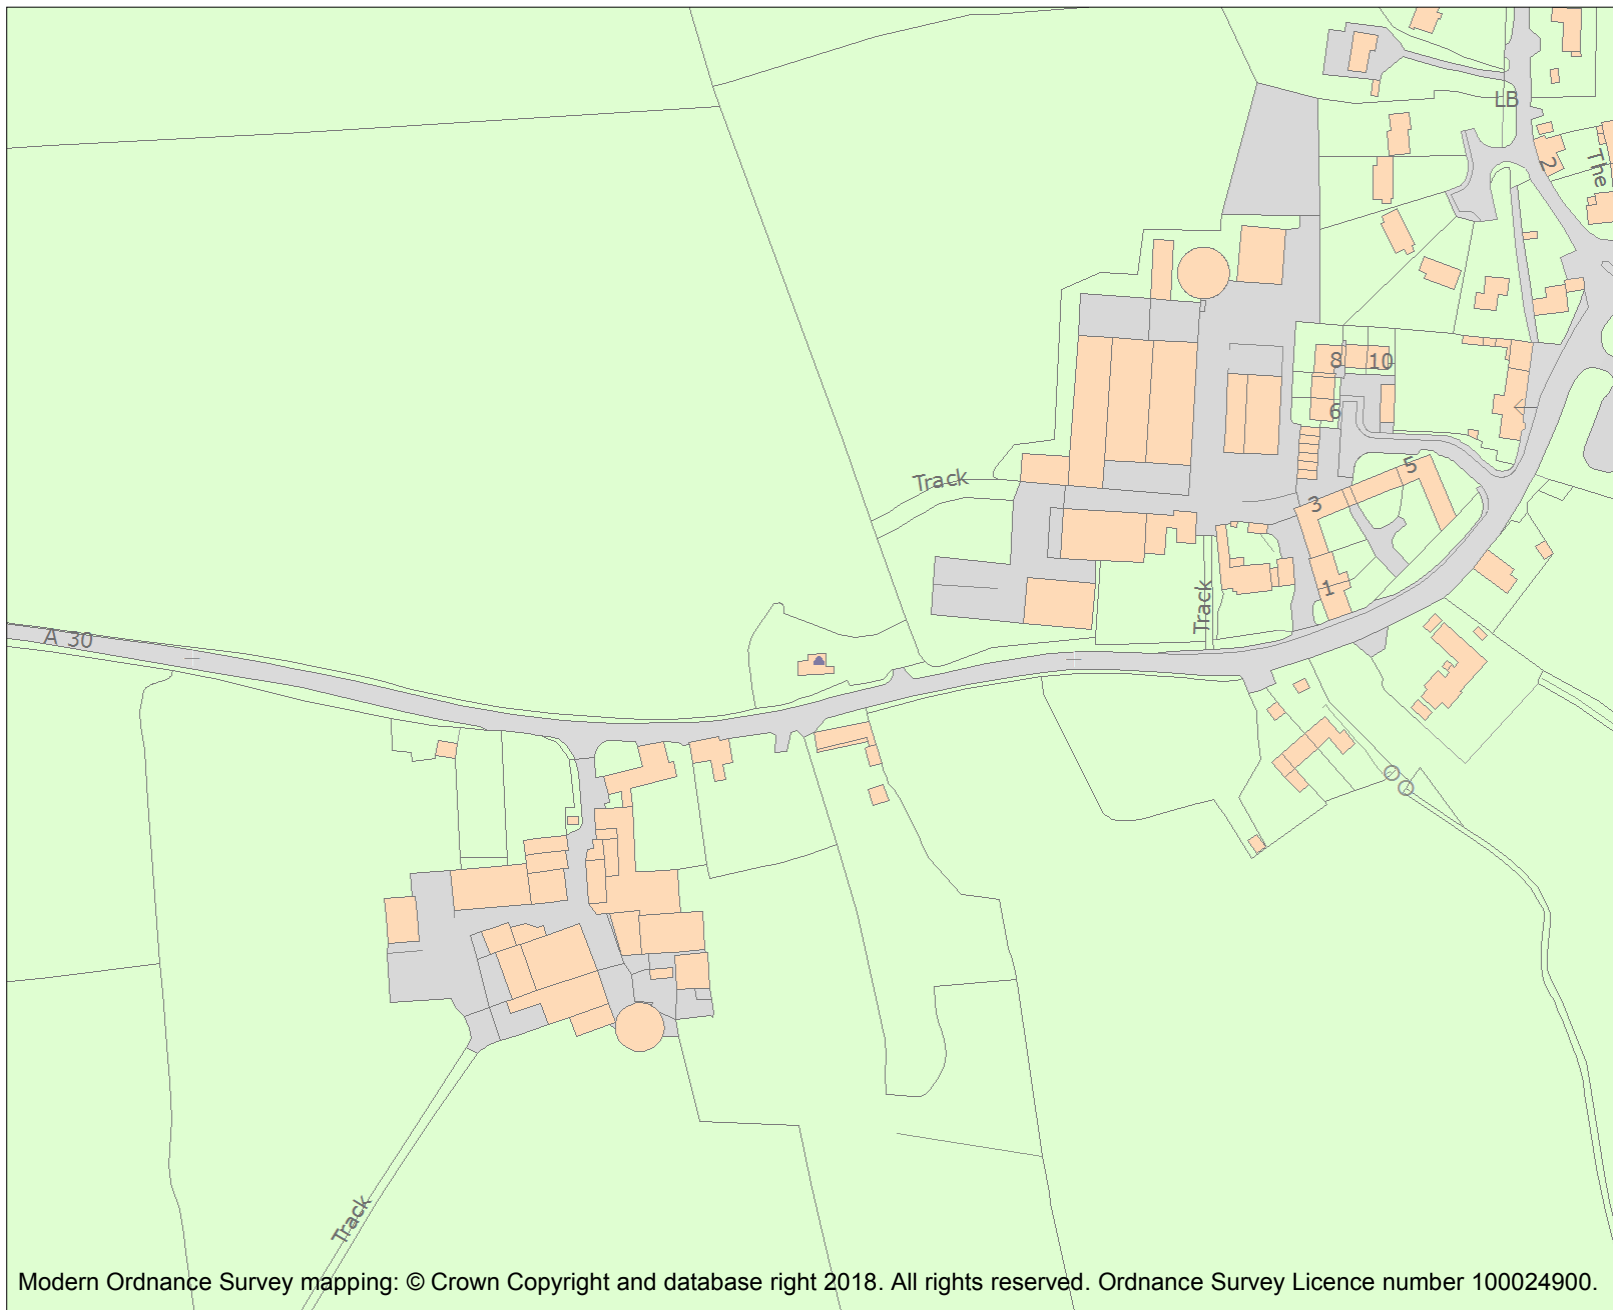 LB
2
The
8
10
6
Track
5
3
1
Track
A 30
Track
Modern Ordnance Survey mapping: © Crown Copyright and database right 2018. All rights reserved. Ordnance Survey Licence number 100024900.